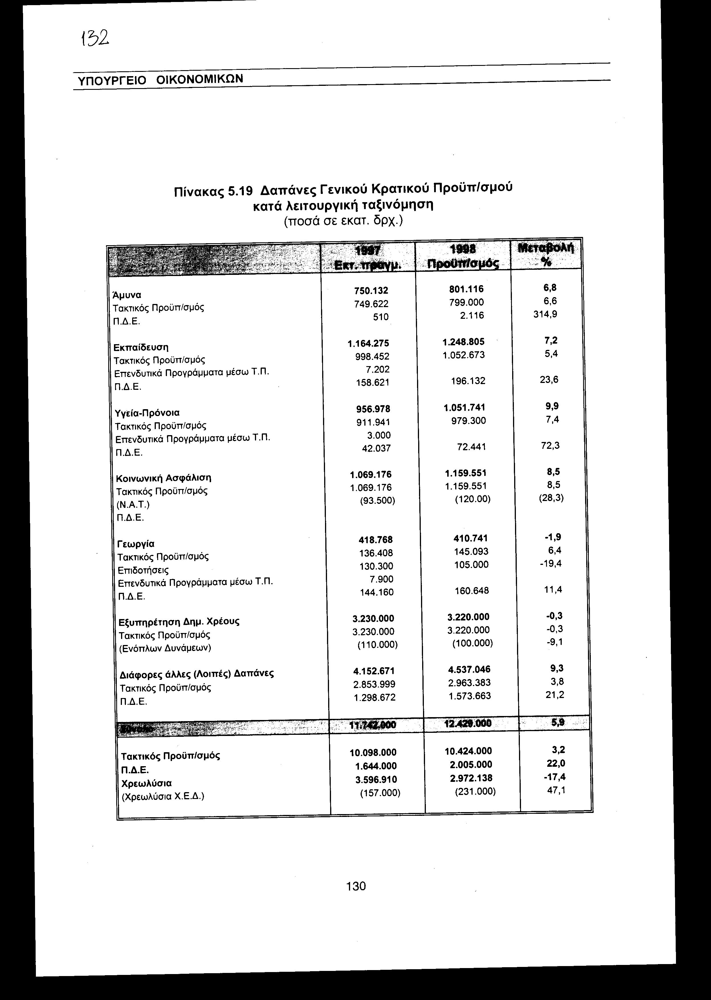 132
ΥΠΟΥΡΓΕΙΟ ΟΙΚΟΝΟΜΙΚΩΝ
Πίνακας 5.19 Δαπάνες Γενικού Κρατικού Προϋπ/σμού
κατά λειτουργική ταξινόμηση
(ποσά σε εκατ. δρχ.)
1997 1998 Μεταβολή
Εκτ. πραγμ. Προϋπ/σμός %
Άμυνα 750.132 801.116 6,8
Τακτικός Προϋπ/σμός 749.622 799.000 6,6
Π.Δ.Ε. 510 2.116 314,9
Εκπαίδευση 1.164.275 1.248.805 7,2
Τακτικός Προϋπ/σμός 998.452 1.052.673 5,4
Επενδυτικά Προγράμματα μέσω Τ.Π. 7.202
Π.Δ.Ε. 158.621 196.132 23,6
Υγεία-Πρόνοια 956.978 1.051.741 9,9
Τακτικός Προϋπ/σμός 911.941 979.300 7,4
Επενδυτικά Προγράμματα μέσω Τ.Π. 3.000
Π.Δ.Ε. 42.037 72.441 72,3
Κοινωνική Ασφάλιση 1.069.176 1.159.551 8,5
Τακτικός Προϋπ/σμός 1.069.176 1.159.551 8,5
(Ν.Α.Τ.) (93.500) (120.00) (28,3)
Π.Δ.Ε.
Γεωργία 418.768 410.741 -1,9
Τακτικός Προϋπ/σμός 136.408 145.093 6,4
Επιδοτήσεις 130.300 105.000 -19,4
Επενδυτικά Προγράμματα μέσω Τ.Π. 7.900
Π.Δ.Ε. 144.160 160.648 11,4
Εξυπηρέτηση Δημ. Χρέους 3.230.000 3.220.000 -0,3
Τακτικός Προϋπ/σμός 3.230.000 3.220.000 -0,3
(Ενόπλων Δυνάμεων) (110.000) (100.000) -9,1
Διάφορες άλλες (Λοιπές) Δαπάνες 4.152.671 4.537.046 9,3
Τακτικός Προϋπ/σμός 2.853.999 2.963.383 3,8
Π.Δ.Ε. 1.298.672 1.573.663 21,2
Σύνολο 11.742.000 12.429.000 5,9
Τακτικός Προϋπ/σμός 10.098.000 10.424.000 3,2
Π.Δ.Ε. 1.644.000 2.005.000 22,0
Χρεωλύσια 3.596.910 2.972.138 -17,4
(Χρεωλύσια Χ.Ε.Δ.) (157.000) (231.000) 47,1
130